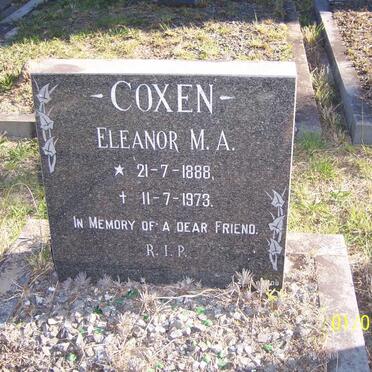 -COXEN-
ELEANOR M. A.
★ 21-7-1888,
✝ 11-7-1973.
IN MEMORY OF A DEAR FRIEND.
R. I. P.